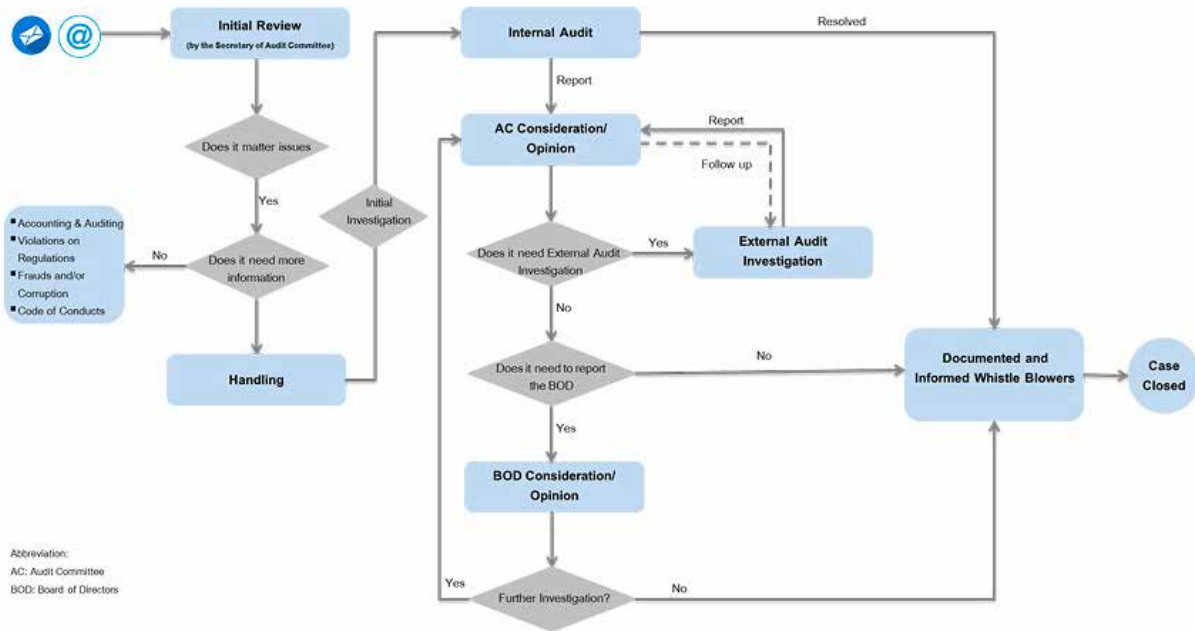 @
Initial Review
(by the Secretary of Audit Committee)
Does it matter issues
Yes
Does it need more
information
No
▪ Accounting & Auditing
▪ Violations on
Regulations
▪ Frauds and/or
Corruption
▪ Code of Conducts
Handling
Initial
Investigation
Internal Audit
Resolved
Report
AC Consideration/
Opinion
Report
Follow up
Does it need External Audit
Investigation
Yes
External Audit
Investigation
No
Does it need to report
the BOD
No
Documented and
Informed Whistle Blowers
Case
Closed
Yes
BOD Consideration/
Opinion
Further Investigation?
Yes
No
Abbreviation:
AC: Audit Committee
BOD: Board of Directors